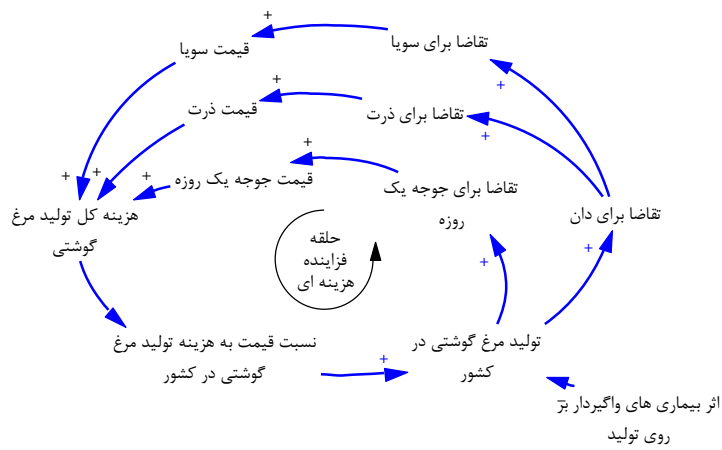 تقاضا برای سویا
قیمت سویا
+
تقاضا برای ذرت
قیمت ذرت
+
+
+
تقاضا برای جوجه یک
روزه
قیمت جوجه یک روزه
+
تقاضا برای دان
+
+
+
هزینه کل تولید مرغ
گوشتی
حلقه
فزاینده
هزینه ای
+
+
نسبت قیمت به هزینه تولید مرغ
گوشتی در کشور
+
تولید مرغ گوشتی در
کشور
اثر بیماری های واگیردار بر
روی تولید
-